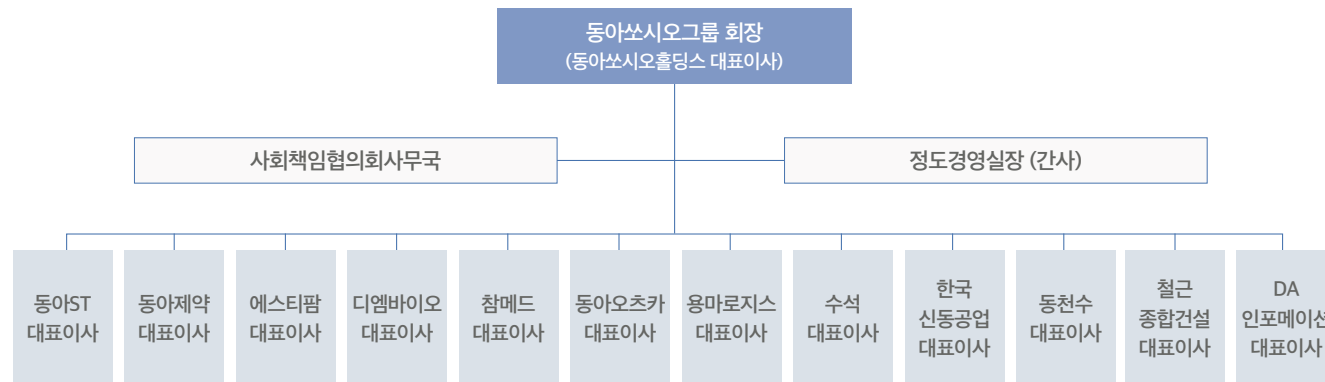 동아쏘시오그룹 회장
(동아쏘시오홀딩스 대표이사)
사회책임협의회사무국
정도경영실장 (간사)
동아ST
대표이사
동아제약
대표이사
에스티팜
대표이사
디엠바이오
대표이사
참메드
대표이사
동아오츠카
대표이사
용마로지스
대표이사
수석
대표이사
한국
신동공업
대표이사
동천수
대표이사
철근
종합건설
대표이사
DA
인포메이션
대표이사